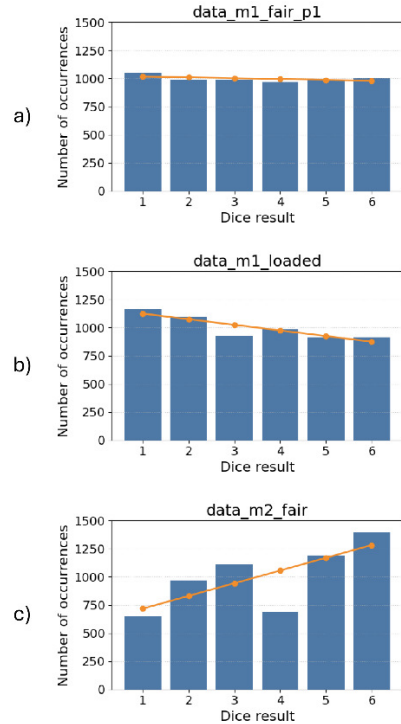 data_m1_fair_p1
a)
Number of occurrences
1500
1250
1000
750
500
250
0
1 2 3 4 5 6
Dice result
data_m1_loaded
b)
Number of occurrences
1500
1250
1000
750
500
250
0
1 2 3 4 5 6
Dice result
data_m2_fair
c)
Number of occurrences
1500
1250
1000
750
500
250
0
1 2 3 4 5 6
Dice result